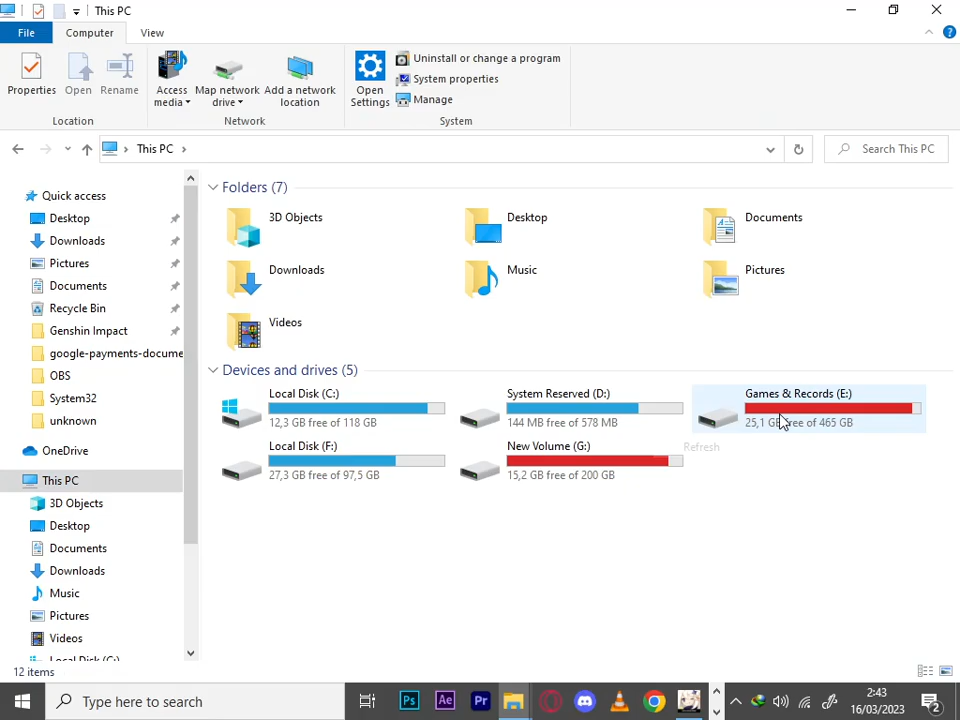 This PC
File
Computer
View
Properties
Open
Rename
Access media
Map network drive
Add a network location
Open Settings
Uninstall or change a program
System properties
Manage
Location
Network
System
This PC
Search This PC
Quick access
Desktop
Downloads
Pictures
Documents
Recycle Bin
Genshin Impact
google-payments-docume
OBS
System32
unknown
OneDrive
This PC
3D Objects
Desktop
Documents
Downloads
Music
Pictures
Videos
Local Disk (C:)
Folders (7)
3D Objects
Desktop
Documents
Downloads
Music
Pictures
Videos
Devices and drives (5)
Local Disk (C:)
12,3 GB free of 118 GB
System Reserved (D:)
144 MB free of 578 MB
Games & Records (E:)
25,1 GB free of 465 GB
Local Disk (F:)
27,3 GB free of 97,5 GB
New Volume (G:)
15,2 GB free of 200 GB
Refresh
12 items
Type here to search
Ps
Ae
Pr
2:43
16/03/2023
2